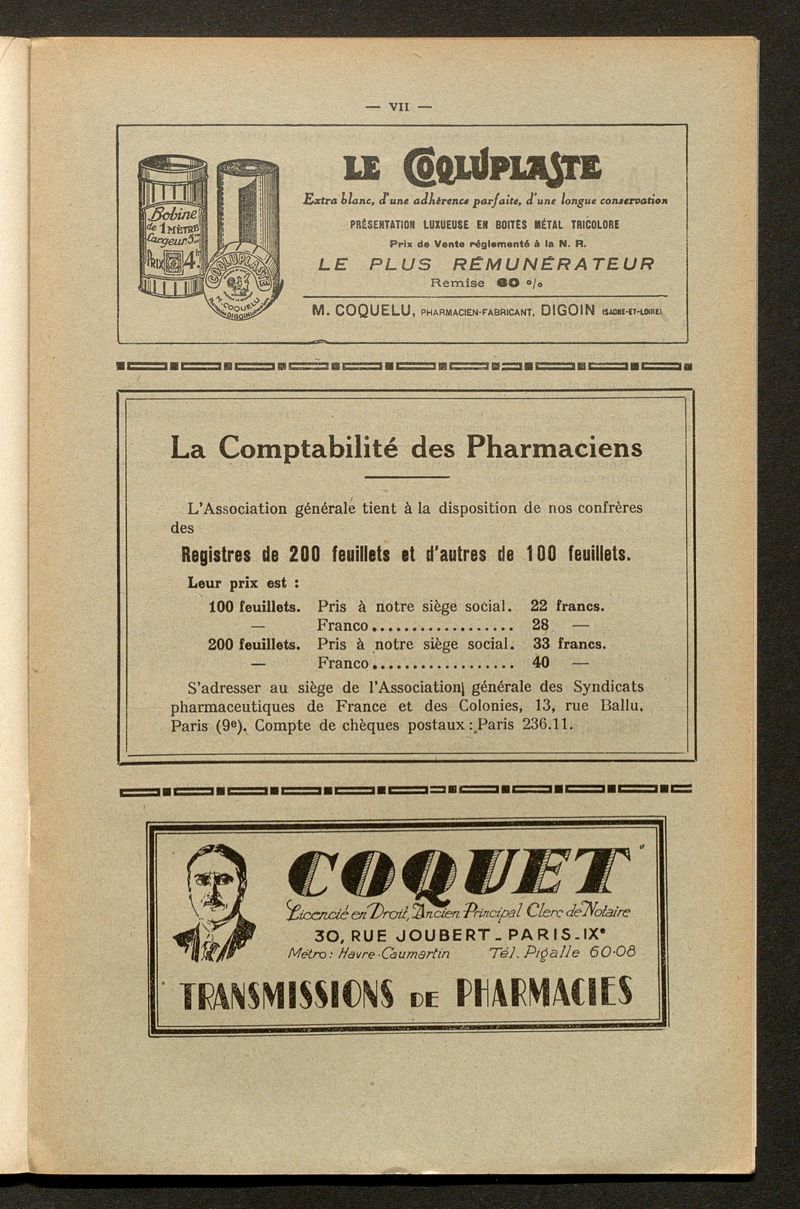 — VII —
LE COQLUPLASTE
Extra blanc, d'une adhérence parfaite, d'une longue conservation
PRÉSENTATION LUXUEUSE EN BOITES MÉTAL TRICOLORE
Prix de Vente réglementé à la N. R.
LE PLUS RÉMUNÉRATEUR
Remise 60 %
M. COQUELU, PHARMACIEN-FABRICANT, DIGOIN (SAONE-ET-LOIRE)
Bobine
de 1 MÈTRE
Largeur 5
PRIX 4
COQLUPLASTE
M. COQUELU
DIGOIN
La Comptabilité des Pharmaciens
L'Association générale tient à la disposition de nos confrères
des
Registres de 200 feuillets et d'autres de 100 feuillets.
Leur prix est :
100 feuillets. Pris à notre siège social. 22 francs.
— Franco.................. 28 —
200 feuillets. Pris à notre siège social. 33 francs.
— Franco.................. 40 —
S'adresser au siège de l'Association générale des Syndicats
pharmaceutiques de France et des Colonies, 13, rue Ballu,
Paris (9e). Compte de chèques postaux : Paris 236.11.
COQUET
Licencié en Droit, Ancien Principal Clerc de Notaire
30, RUE JOUBERT - PARIS-IXe
Métro : Havre-Caumartin Tél. Pigalle 60-08
TRANSMISSIONS DE PHARMACIES